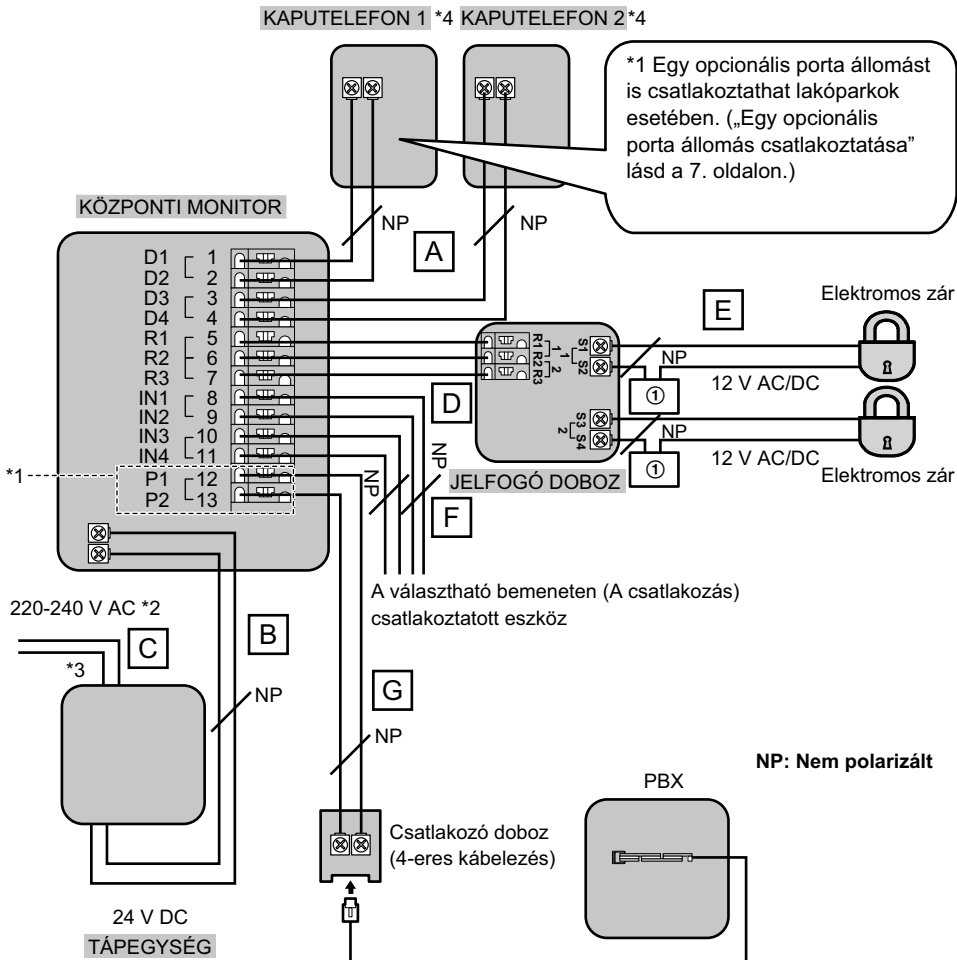 KAPUTELEFON 1 *4 KAPUTELEFON 2 *4
*1 Egy opcionális porta állomást
is csatlakoztathat lakóparkok
esetében. („Egy opcionális
porta állomás csatlakoztatása”
lásd a 7. oldalon.)
NP
NP
A
KÖZPONTI MONITOR
D1 1
D2 2
D3 3
D4 4
R1 5
R2 6
R3 7
IN1 8
IN2 9
IN3 10
IN4 11
P1 12
P2 13
*1
R1
R2
R3
1
2
1
S1
S2
2
S3
S4
E
Elektromos zár
NP
①
12 V AC/DC
D
NP
①
12 V AC/DC
Elektromos zár
JELFOGÓ DOBOZ
NP
NP
F
A választható bemeneten (A csatlakozás)
csatlakoztatott eszköz
220-240 V AC *2
C
*3
B
NP
24 V DC
TÁPEGYSÉG
G
NP
Csatlakozó doboz
(4-eres kábelezés)
NP: Nem polarizált
PBX